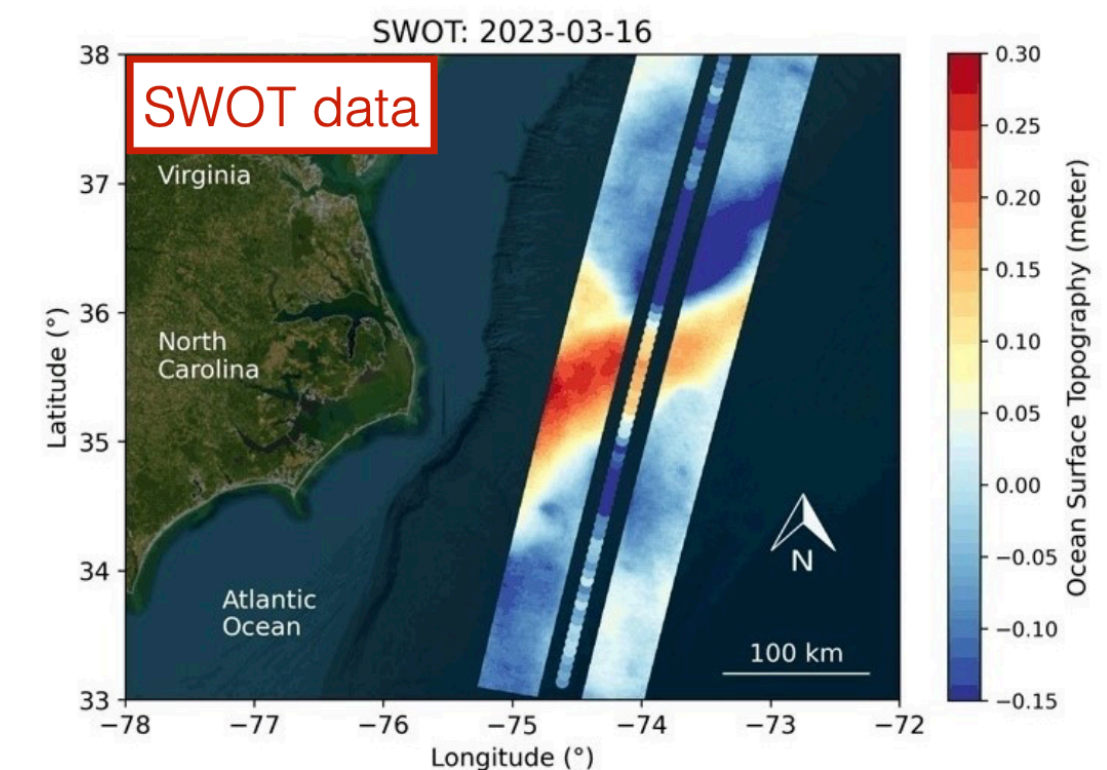 SWOT: 2023-03-16
SWOT data
Virginia
North
Carolina
Atlantic
Ocean
N
100 km
38
37
36
35
34
33
Latitude (°)
−78
−77
−76
−75
−74
−73
−72
Longitude (°)
0.30
0.25
0.20
0.15
0.10
0.05
0.00
−0.05
−0.10
−0.15
Ocean Surface Topography (meter)